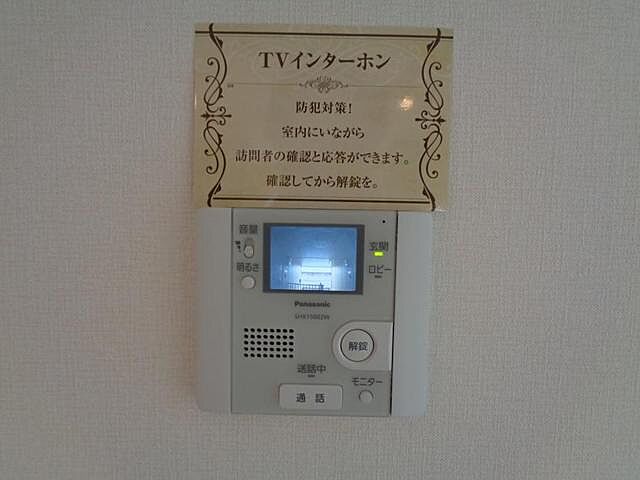 TVインターホン
防犯対策!
室内にいながら
訪問者の確認と応答ができます。
確認してから解錠を。
音量
玄関
明るさ
ロビー
Panasonic
解錠
送話中
モニター
通話